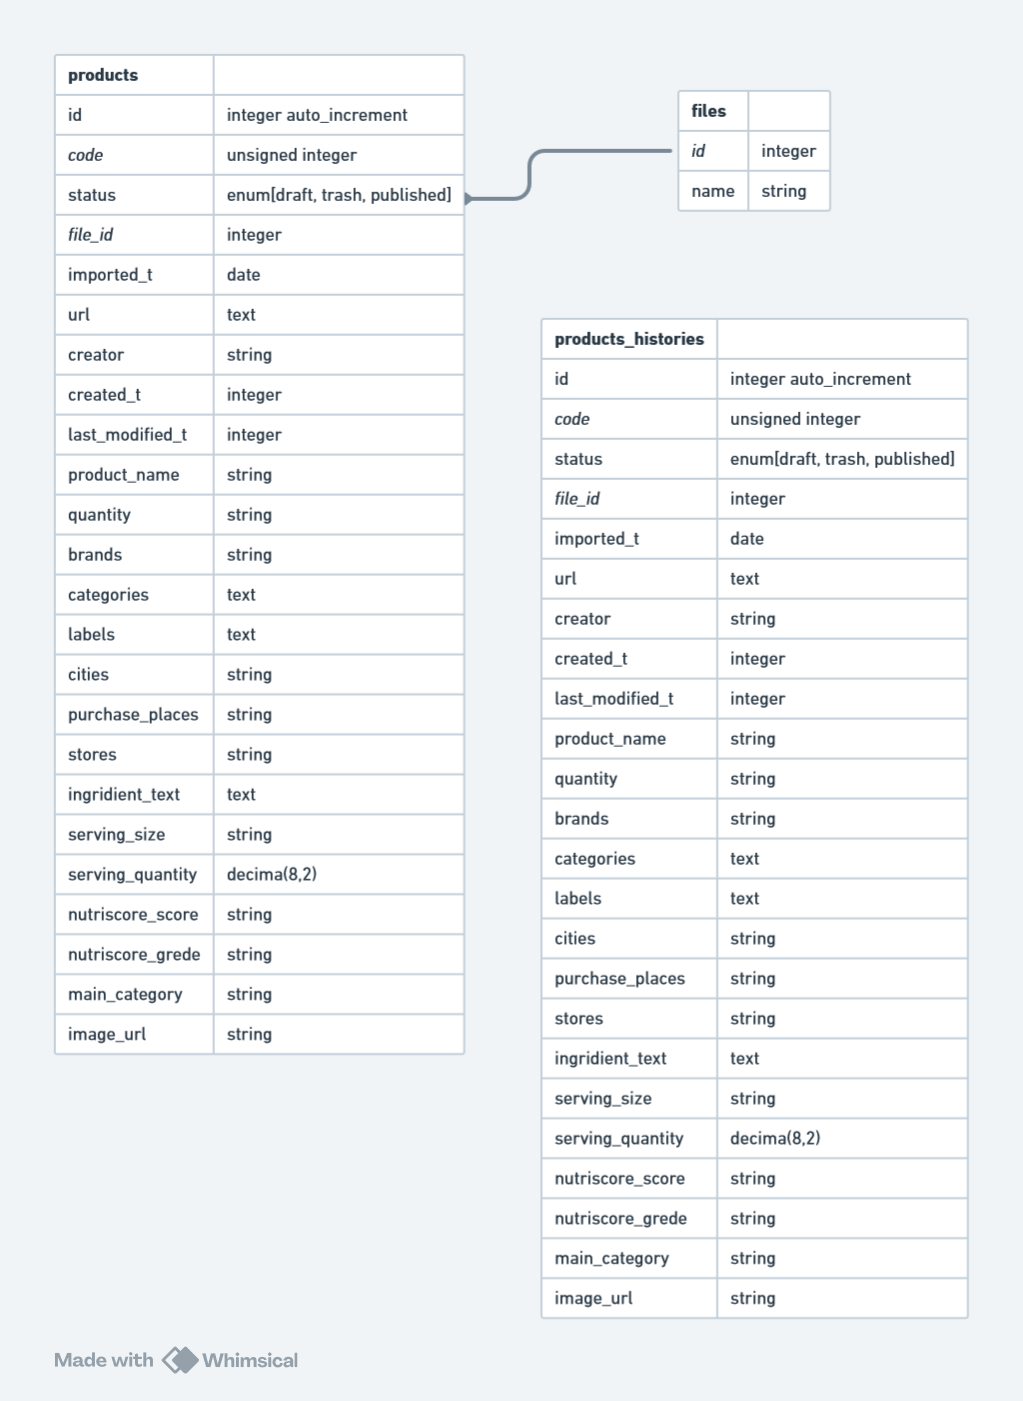 products
id integer auto_increment
code unsigned integer
status enum[draft, trash, published]
file_id integer
imported_t date
url text
creator string
created_t integer
last_modified_t integer
product_name string
quantity string
brands string
categories text
labels text
cities string
purchase_places string
stores string
ingridient_text text
serving_size string
serving_quantity decima(8,2)
nutriscore_score string
nutriscore_grede string
main_category string
image_url string
files
id integer
name string
products_histories
id integer auto_increment
code unsigned integer
status enum[draft, trash, published]
file_id integer
imported_t date
url text
creator string
created_t integer
last_modified_t integer
product_name string
quantity string
brands string
categories text
labels text
cities string
purchase_places string
stores string
ingridient_text text
serving_size string
serving_quantity decima(8,2)
nutriscore_score string
nutriscore_grede string
main_category string
image_url string
Made with Whimsical